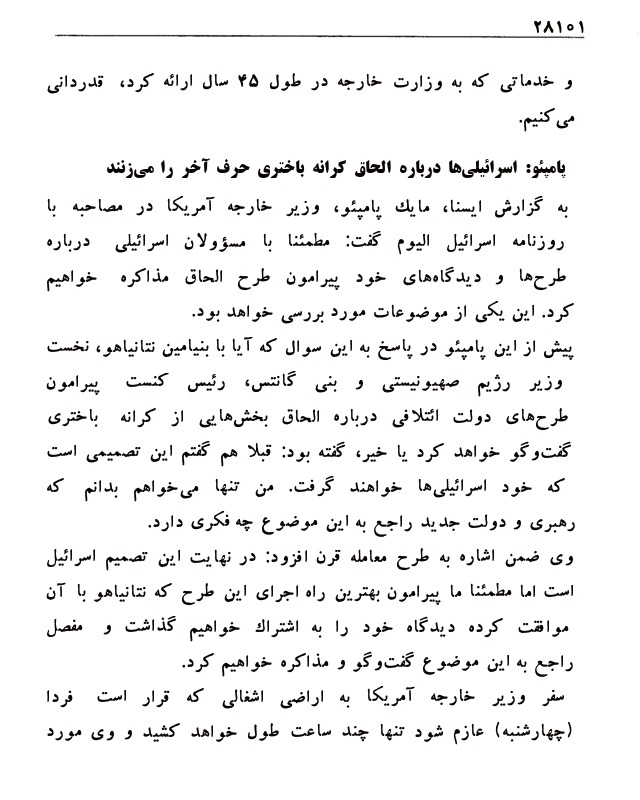 ۲۸۱۵۱
و خدماتی که به وزارت خارجه در طول ۴۵ سال ارائه کرد، قدردانی
می‌کنیم.
پامپئو: اسرائیلی‌ها درباره الحاق کرانه باختری حرف آخر را می‌زنند
به گزارش ایسنا، مایك پامپئو، وزیر خارجه آمریکا در مصاحبه با
روزنامه اسرائیل الیوم گفت: مطمئنا با مسؤولان اسرائیلی درباره
طرح‌ها و دیدگاه‌های خود پیرامون طرح الحاق مذاکره خواهیم
کرد. این یکی از موضوعات مورد بررسی خواهد بود.
پیش از این پامپئو در پاسخ به این سوال که آیا با بنیامین نتانیاهو، نخست
وزیر رژیم صهیونیستی و بنی گانتس، رئیس کنست پیرامون
طرح‌های دولت ائتلافی درباره الحاق بخش‌هایی از کرانه باختری
گفت‌وگو خواهد کرد یا خیر، گفته بود: قبلا هم گفتم این تصمیمی است
که خود اسرائیلی‌ها خواهند گرفت. من تنها می‌خواهم بدانم که
رهبری و دولت جدید راجع به این موضوع چه فکری دارد.
وی ضمن اشاره به طرح معامله قرن افزود: در نهایت این تصمیم اسرائیل
است اما مطمئنا ما پیرامون بهترین راه اجرای این طرح که نتانیاهو با آن
موافقت کرده دیدگاه خود را به اشتراك خواهیم گذاشت و مفصل
راجع به این موضوع گفت‌وگو و مذاکره خواهیم کرد.
سفر وزیر خارجه آمریکا به اراضی اشغالی که قرار است فردا
(چهارشنبه) عازم شود تنها چند ساعت طول خواهد کشید و وی مورد